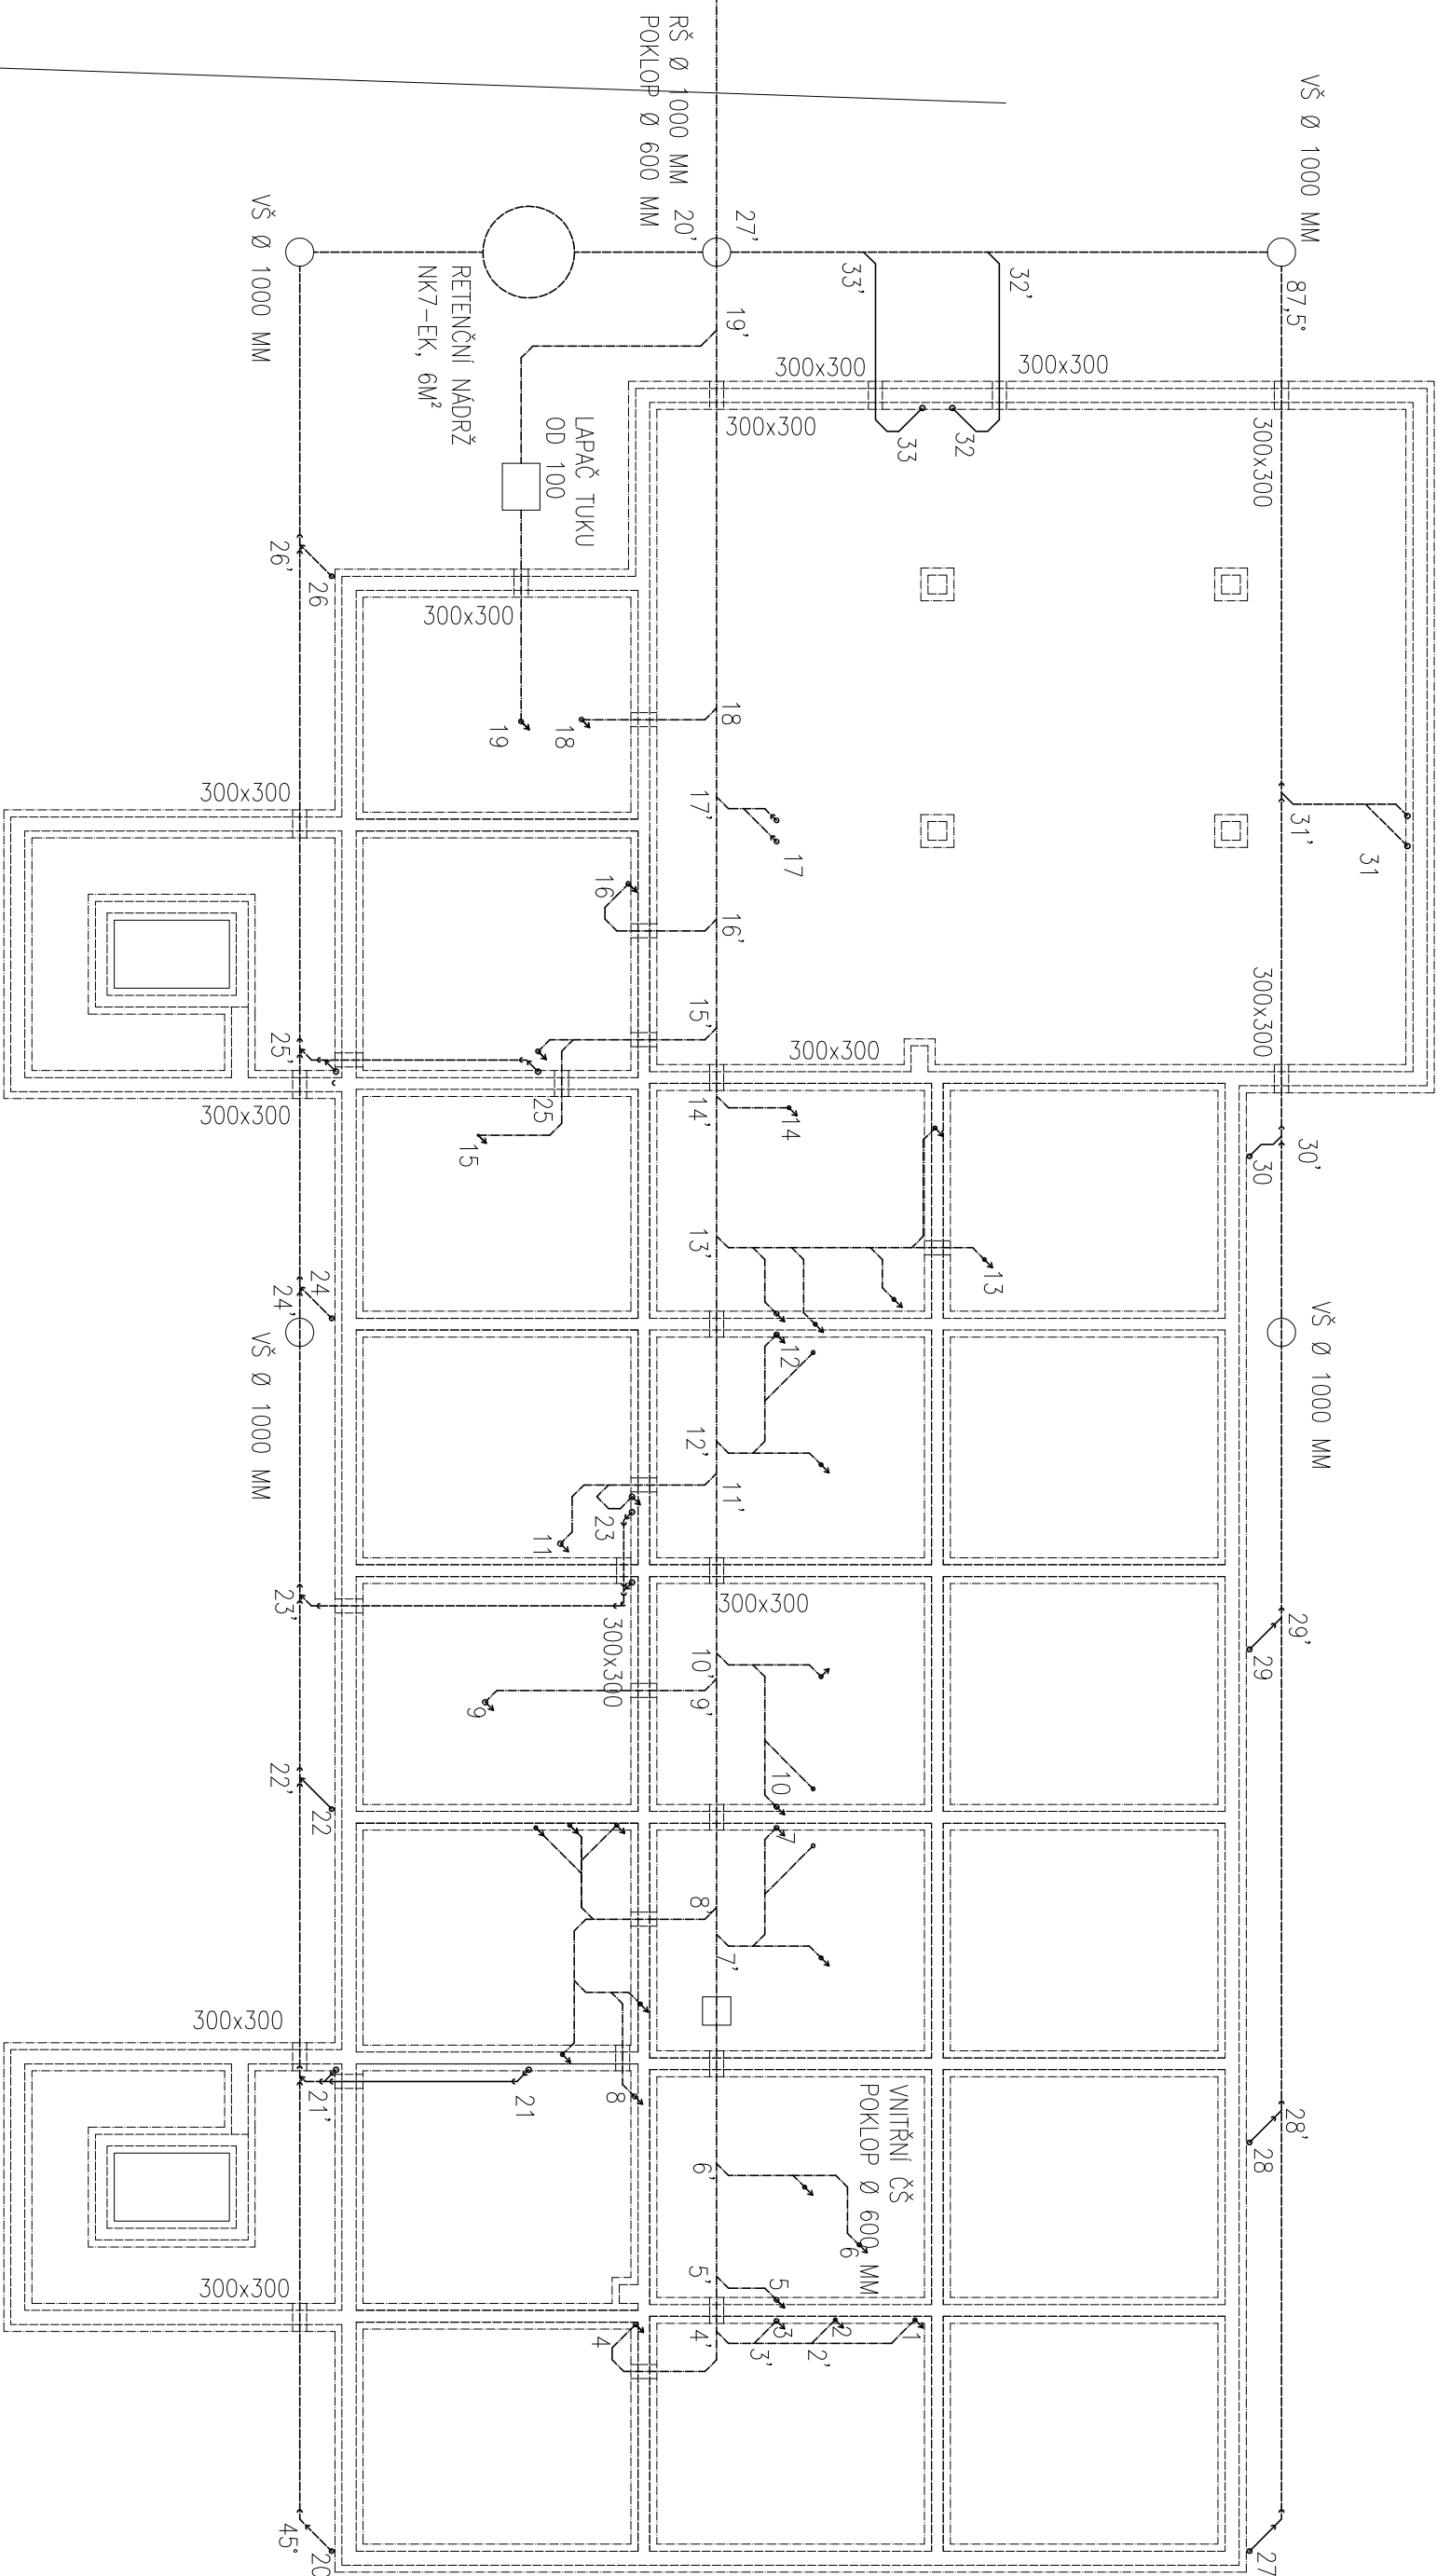 VŠ Ø 1000 MM
RŠ Ø 1000 MM
POKLOP Ø 600 MM
20'
27'
87,5°
VŠ Ø 1000 MM
RETENČNÍ NÁDRŽ
NK7-EK, 6M²
19'
33'
32'
300x300
300x300
300x300
300x300
33
32
LAPAČ TUKU
OD 100
26'
26
300x300
19
18
18
300x300
17'
17
31'
31
16
16'
15'
300x300
300x300
25'
300x300
25
15
14'
14
30'
30
13'
13
24
24'
VŠ Ø 1000 MM
VŠ Ø 1000 MM
12
12'
11'
11
23
23'
300x300
300x300
29'
29
10'
9'
9
10
22'
22
7
8'
7'
300x300
21'
21
8
VNITŘNÍ ČŠ
POKLOP Ø 600 MM
28'
28
6'
6
5'
5
300x300
4
4'
3
3'
2
2'
1
45°
20
27